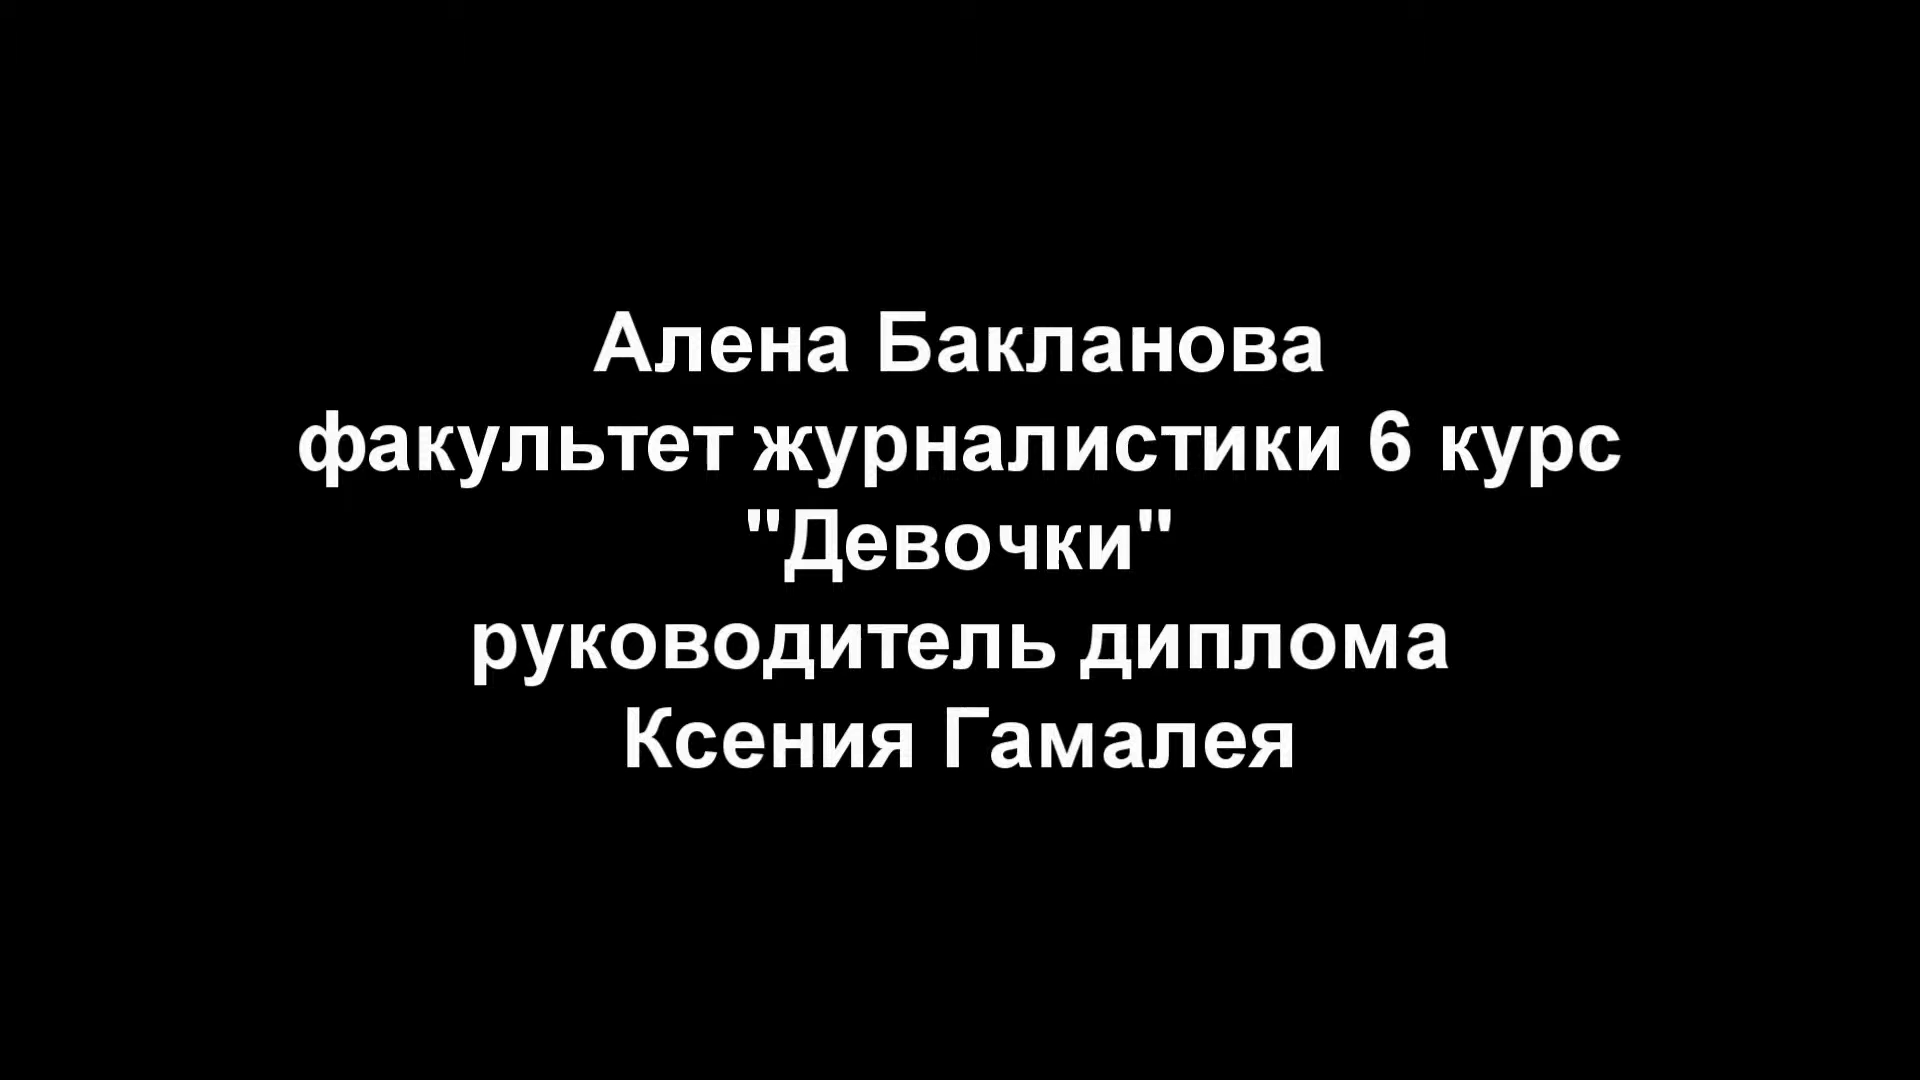 Алена Бакланова
факультет журналистики 6 курс
"Девочки"
руководитель диплома
Ксения Гамалея